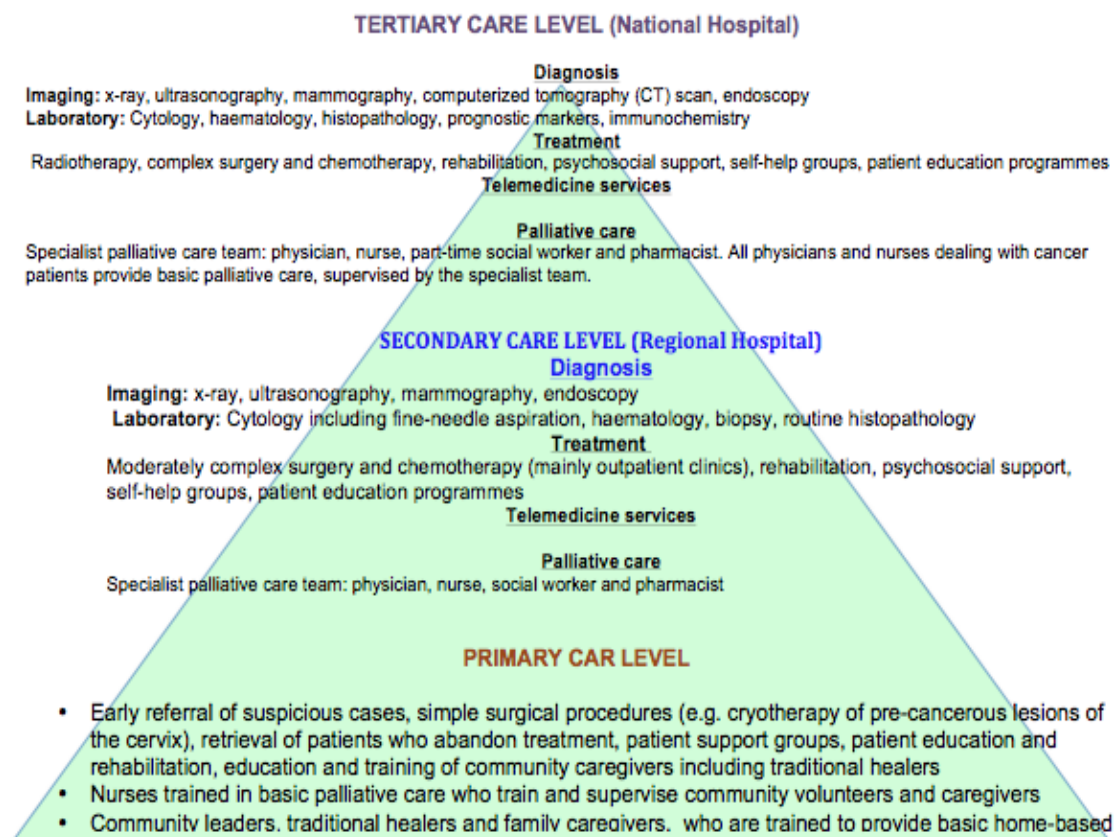 TERTIARY CARE LEVEL (National Hospital)
Diagnosis
Imaging: x-ray, ultrasonography, mammography, computerized tomography (CT) scan, endoscopy
Laboratory: Cytology, haematology, histopathology, prognostic markers, immunochemistry
Treatment
Radiotherapy, complex surgery and chemotherapy, rehabilitation, psychosocial support, self-help groups, patient education programmes
Telemedicine services
Palliative care
Specialist palliative care team: physician, nurse, part-time social worker and pharmacist. All physicians and nurses dealing with cancer
patients provide basic palliative care, supervised by the specialist team.
SECONDARY CARE LEVEL (Regional Hospital)
Diagnosis
Imaging: x-ray, ultrasonography, mammography, endoscopy
Laboratory: Cytology including fine-needle aspiration, haematology, biopsy, routine histopathology
Treatment
Moderately complex surgery and chemotherapy (mainly outpatient clinics), rehabilitation, psychosocial support,
self-help groups, patient education programmes
Telemedicine services
Palliative care
Specialist palliative care team: physician, nurse, social worker and pharmacist
PRIMARY CAR LEVEL
• Early referral of suspicious cases, simple surgical procedures (e.g. cryotherapy of pre-cancerous lesions of
the cervix), retrieval of patients who abandon treatment, patient support groups, patient education and
rehabilitation, education and training of community caregivers including traditional healers
• Nurses trained in basic palliative care who train and supervise community volunteers and caregivers
• Community leaders, traditional healers and family caregivers, who are trained to provide basic home-based